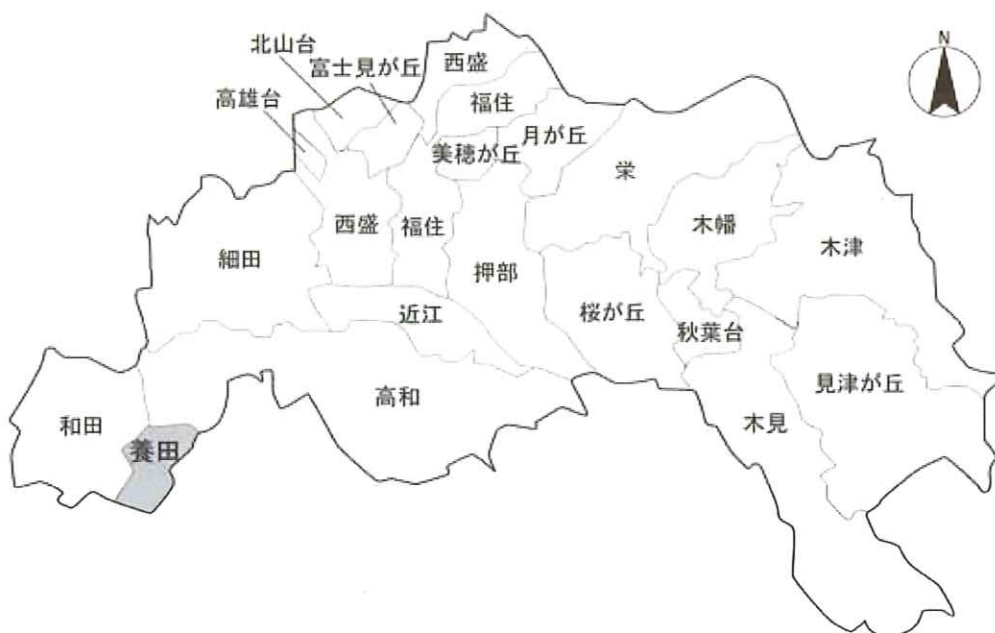 北山台
富士見が丘
西盛
N
高雄台
福住
美穂が丘
月が丘
栄
西盛
福住
木幡
細田
押部
木津
近江
桜が丘
秋葉台
高和
見津が丘
和田
養田
木見